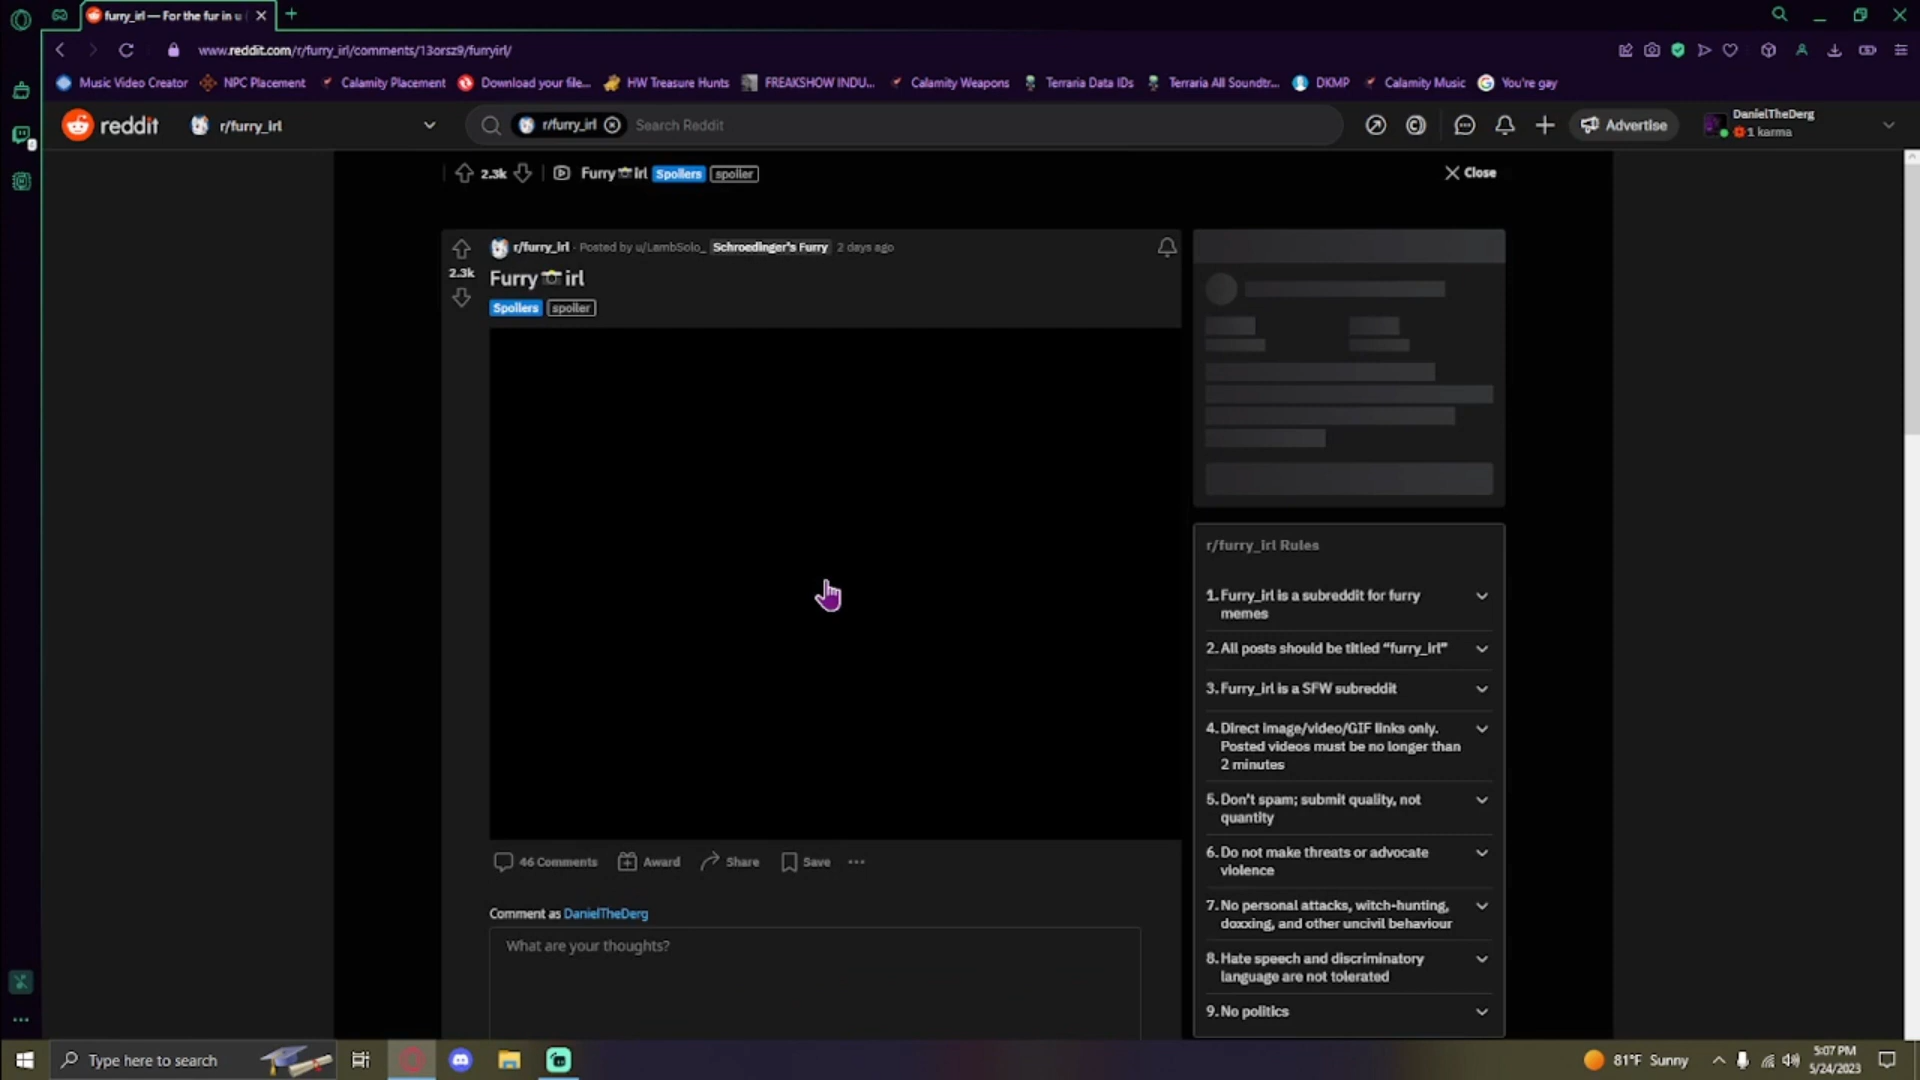 furry_irl — For the fur in u
www.reddit.com/r/furry_irl/comments/13orsz9/furryirl/
Music Video Creator
NPC Placement
Calamity Placement
Download your file...
HW Treasure Hunts
FREAKSHOW INDU...
Calamity Weapons
Terraria Data IDs
Terraria All Soundtr...
DKMP
Calamity Music
You're gay
reddit
r/furry_irl
r/furry_irl
Search Reddit
Advertise
DanielTheDerg
1 karma
2.3k
Furry📷irl Spoilers spoiler
Close
r/furry_irl · Posted by u/LambSolo_ Schroedinger's Furry 2 days ago
2.3k
Furry📷irl
Spoilers spoiler
46 Comments
Award
Share
Save
Comment as DanielTheDerg
What are your thoughts?
r/furry_irl Rules
1. Furry_irl is a subreddit for furry
memes
2. All posts should be titled “furry_irl”
3. Furry_irl is a SFW subreddit
4. Direct image/video/GIF links only.
Posted videos must be no longer than
2 minutes
5. Don't spam; submit quality, not
quantity
6. Do not make threats or advocate
violence
7. No personal attacks, witch-hunting,
doxxing, and other uncivil behaviour
8. Hate speech and discriminatory
language are not tolerated
9. No politics
Type here to search
81°F Sunny
5:07 PM
5/24/2023